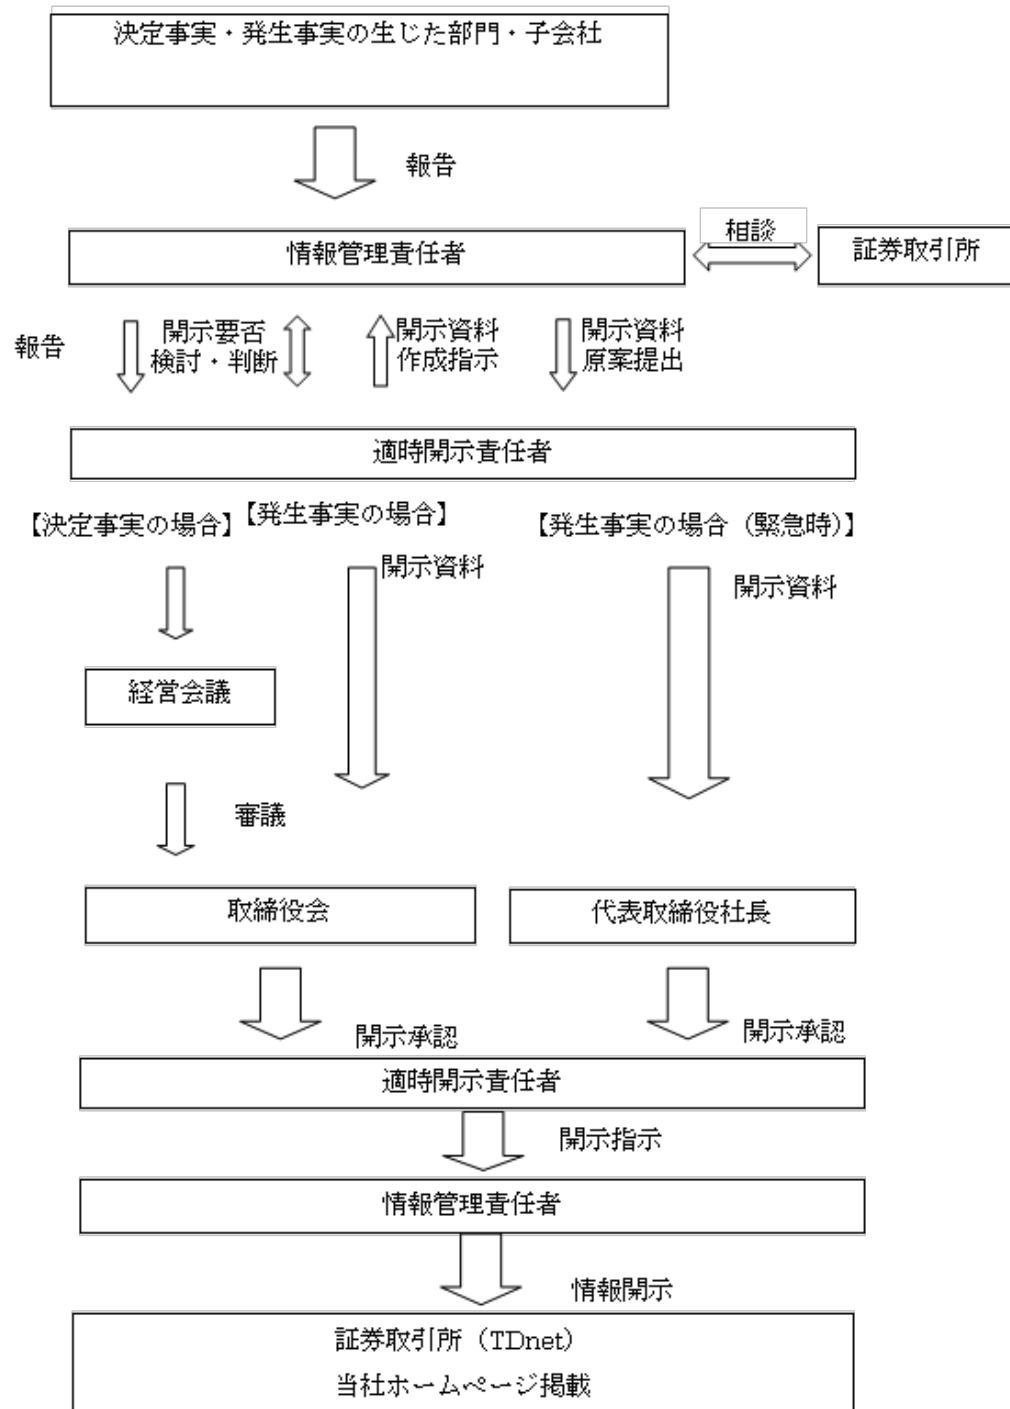 決定事実・発生事実の生じた部門・子会社
報告
相談
情報管理責任者
証券取引所
報告
開示要否
検討・判断
開示資料
作成指示
開示資料
原案提出
適時開示責任者
【決定事実の場合】
【発生事実の場合】
【発生事実の場合（緊急時）】
開示資料
開示資料
経営会議
審議
取締役会
代表取締役社長
開示承認
開示承認
適時開示責任者
開示指示
情報管理責任者
情報開示
証券取引所（TDnet）
当社ホームページ掲載